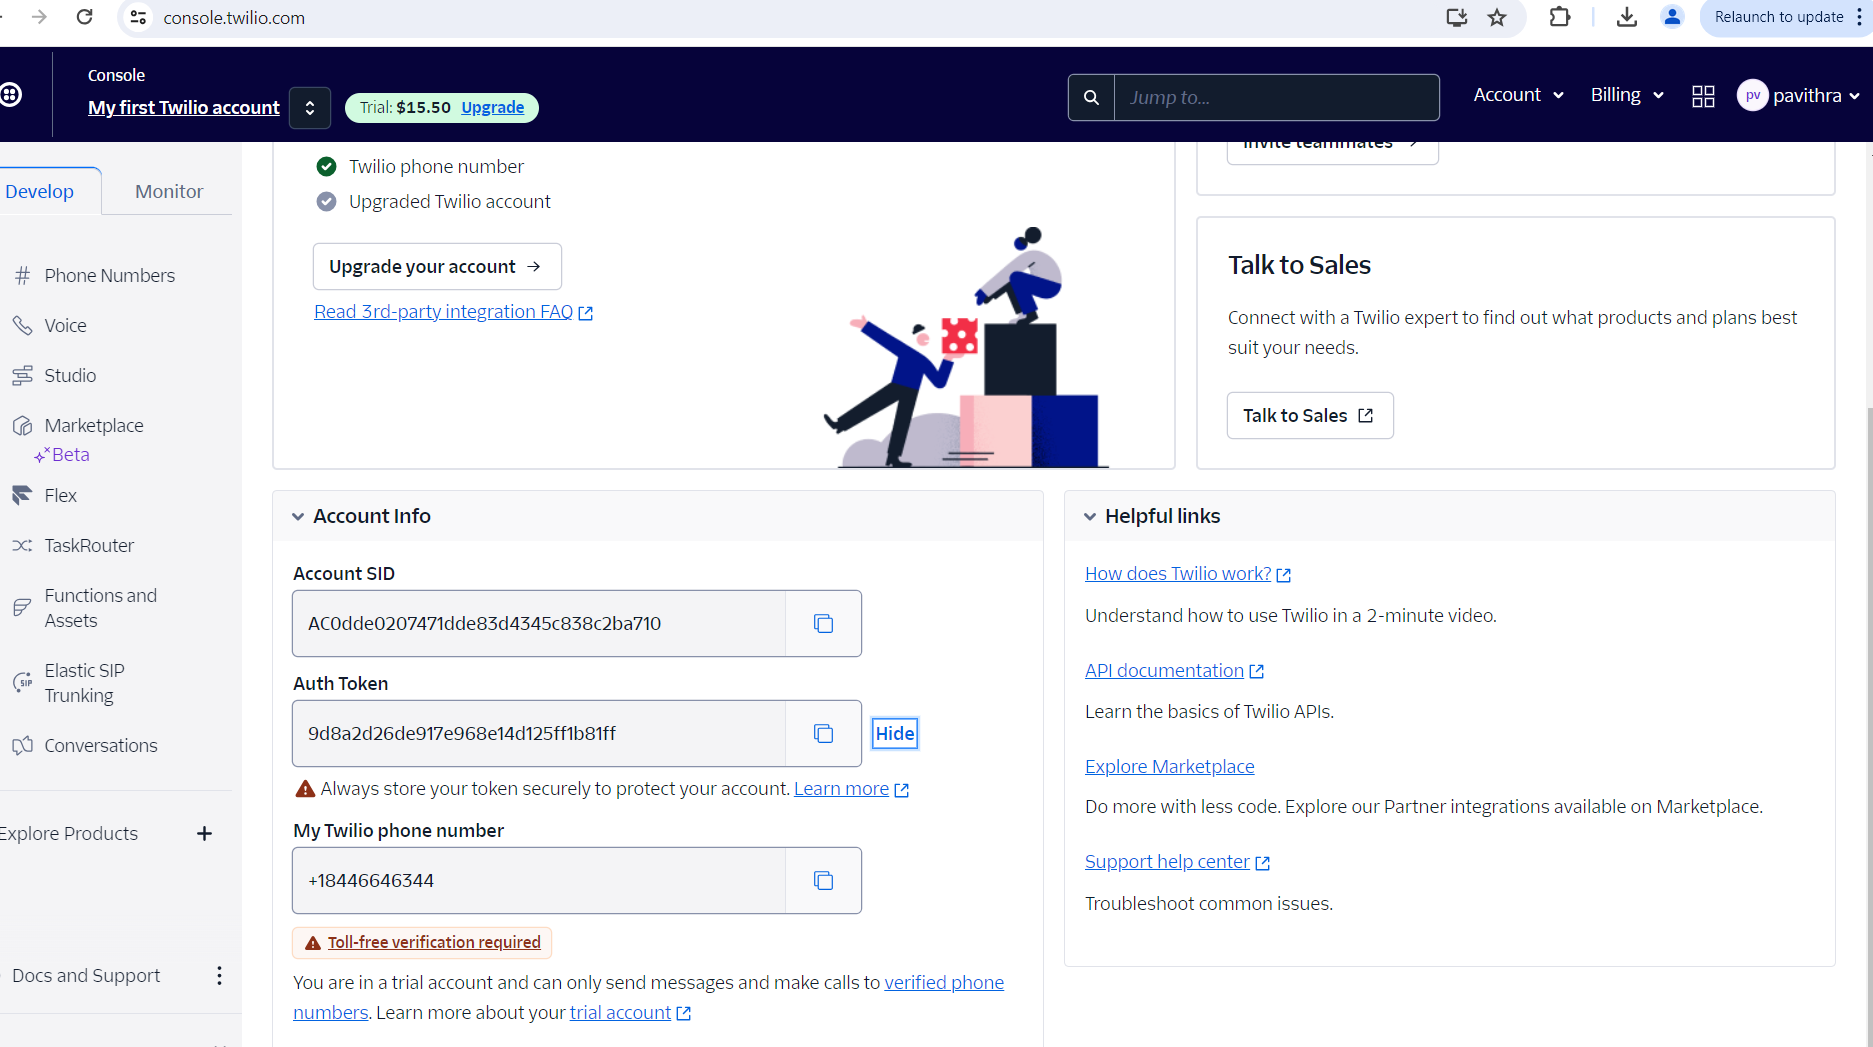 console.twilio.com
Relaunch to update
Console
My first Twilio account
Trial: $15.50 Upgrade
Jump to...
Account
Billing
pv
pavithra
Develop
Monitor
Phone Numbers
Voice
Studio
Marketplace
Beta
Flex
TaskRouter
Functions and
Assets
SIP
Elastic SIP
Trunking
Conversations
Explore Products
Docs and Support
Twilio phone number
Upgraded Twilio account
Upgrade your account
Read 3rd-party integration FAQ
Invite teammates
Talk to Sales
Connect with a Twilio expert to find out what products and plans best
suit your needs.
Talk to Sales
Account Info
Account SID
AC0dde0207471dde83d4345c838c2ba710
Auth Token
9d8a2d26de917e968e14d125ff1b81ff
Hide
Always store your token securely to protect your account. Learn more
My Twilio phone number
+18446646344
Toll-free verification required
You are in a trial account and can only send messages and make calls to verified phone
numbers. Learn more about your trial account
Helpful links
How does Twilio work?
Understand how to use Twilio in a 2-minute video.
API documentation
Learn the basics of Twilio APIs.
Explore Marketplace
Do more with less code. Explore our Partner integrations available on Marketplace.
Support help center
Troubleshoot common issues.